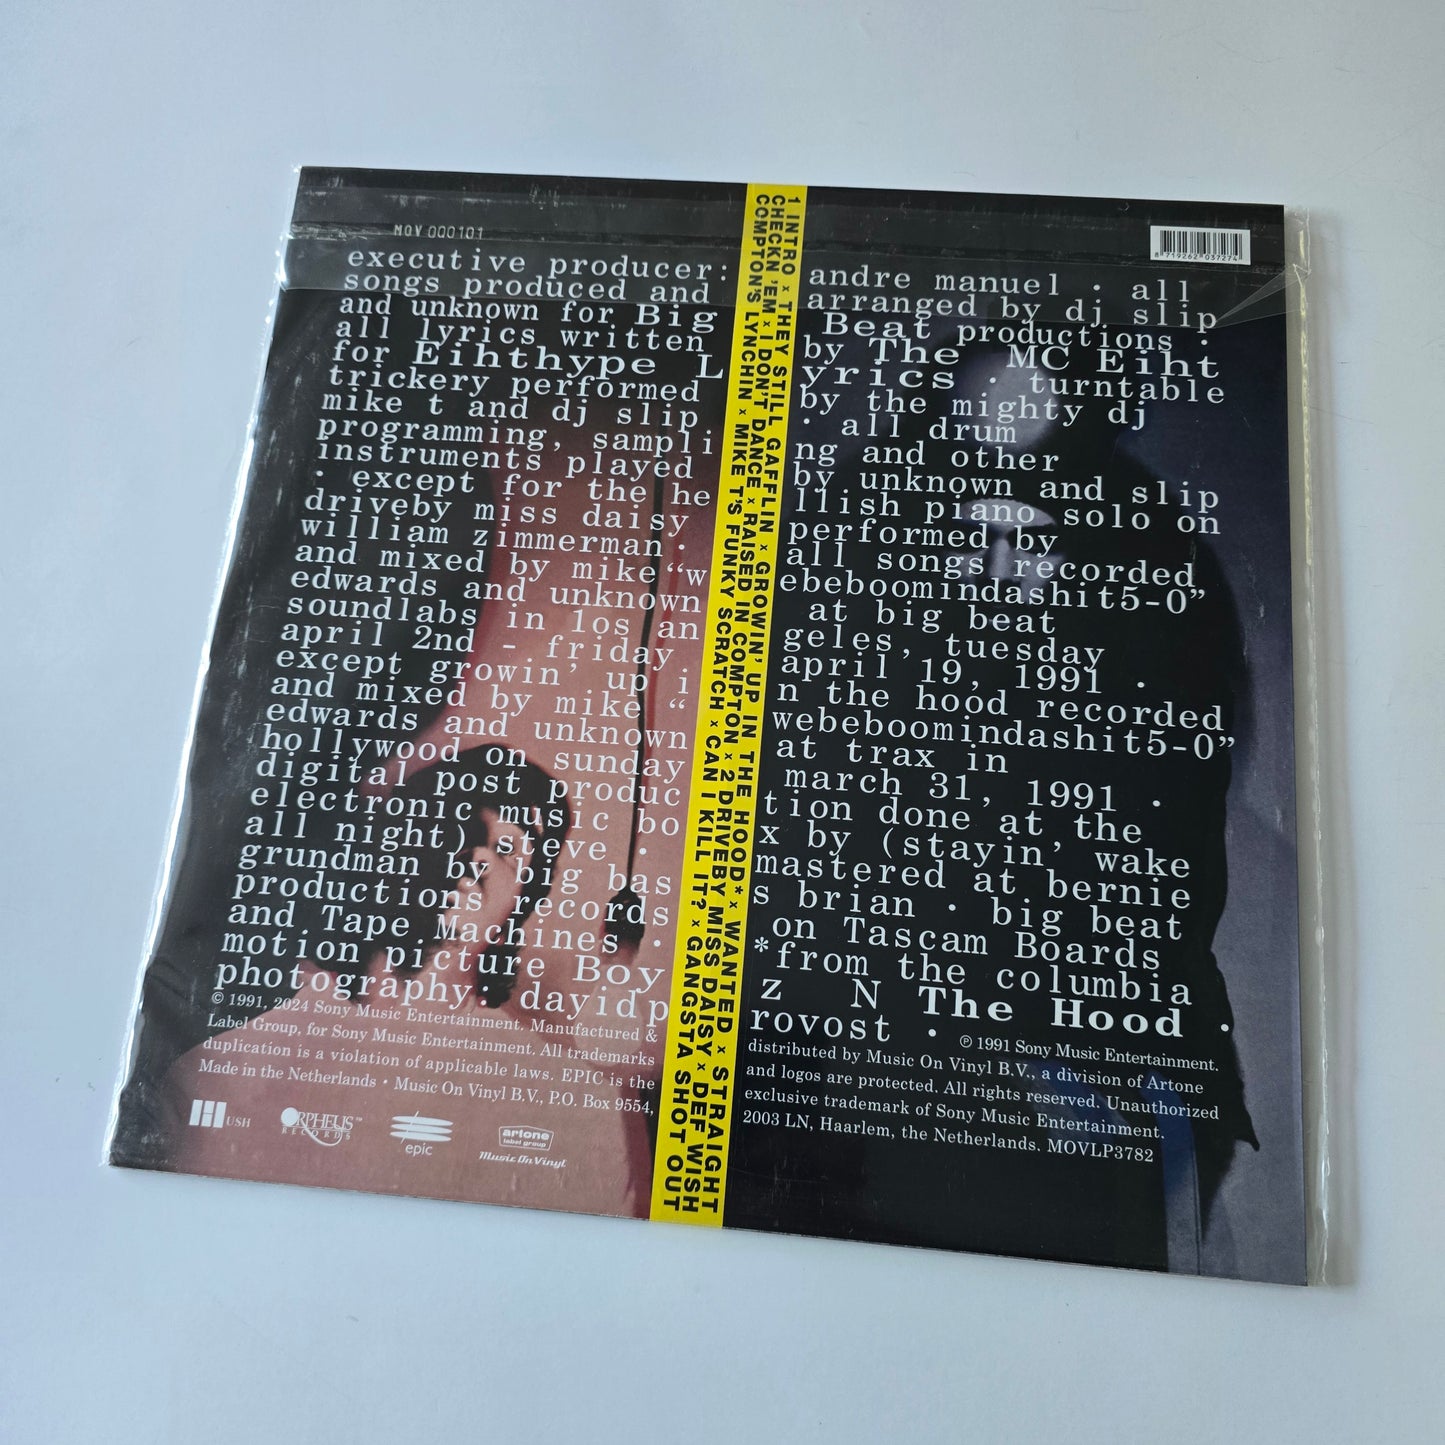 MOV 000101
8 719262 037274
executive producer: andre manuel · all
songs produced and arranged by dj slip
and unknown for Big Beat productions ·
all lyrics written by The MC Eiht
for Eihthype Lyrics · turntable
trickery performed by the mighty dj
mike t and dj slip · all drum
programming, sampling and other
instruments played by unknown and slip
· except for the hellish piano solo on
driveby miss daisy performed by
william zimmerman · all songs recorded
and mixed by mike “webeboomindashit5-0”
edwards and unknown at big beat
soundlabs in los angeles, tuesday
april 2nd - friday april 19, 1991 ·
except growin’ up in the hood recorded
and mixed by mike “webeboomindashit5-0”
edwards and unknown at trax in
hollywood on sunday march 31, 1991 ·
digital post production done at the
electronic music box by (stayin’ wake
all night) steve · mastered at bernie
grundman by big bass brian · big beat
productions records on Tascam Boards
and Tape Machines · *from the columbia
motion picture Boyz N The Hood ·
photography: david provost ·
℗ 1991 Sony Music Entertainment.
© 1991, 2024 Sony Music Entertainment. Manufactured & distributed by Music On Vinyl B.V., a division of Artone
Label Group, for Sony Music Entertainment. All trademarks and logos are protected. All rights reserved. Unauthorized
duplication is a violation of applicable laws. EPIC is the exclusive trademark of Sony Music Entertainment.
Made in the Netherlands · Music On Vinyl B.V., P.O. Box 9554, 2003 LN, Haarlem, the Netherlands. MOVLP3782
HUSH
ORPHEUS™
RECORDS
epic
artone
label group
Music On Vinyl
1 INTRO x THEY STILL GAFFLIN x GROWIN' UP IN THE HOOD* x WANTED x STRAIGHT
CHECKN 'EM x I DON'T DANCE x RAISED IN COMPTON x 2 DRIVEBY MISS DAISY x DEF WISH
COMPTON'S LYNCHIN x MIKE T'S FUNKY SCRATCH x CAN I KILL IT? x GANGSTA SHOT OUT